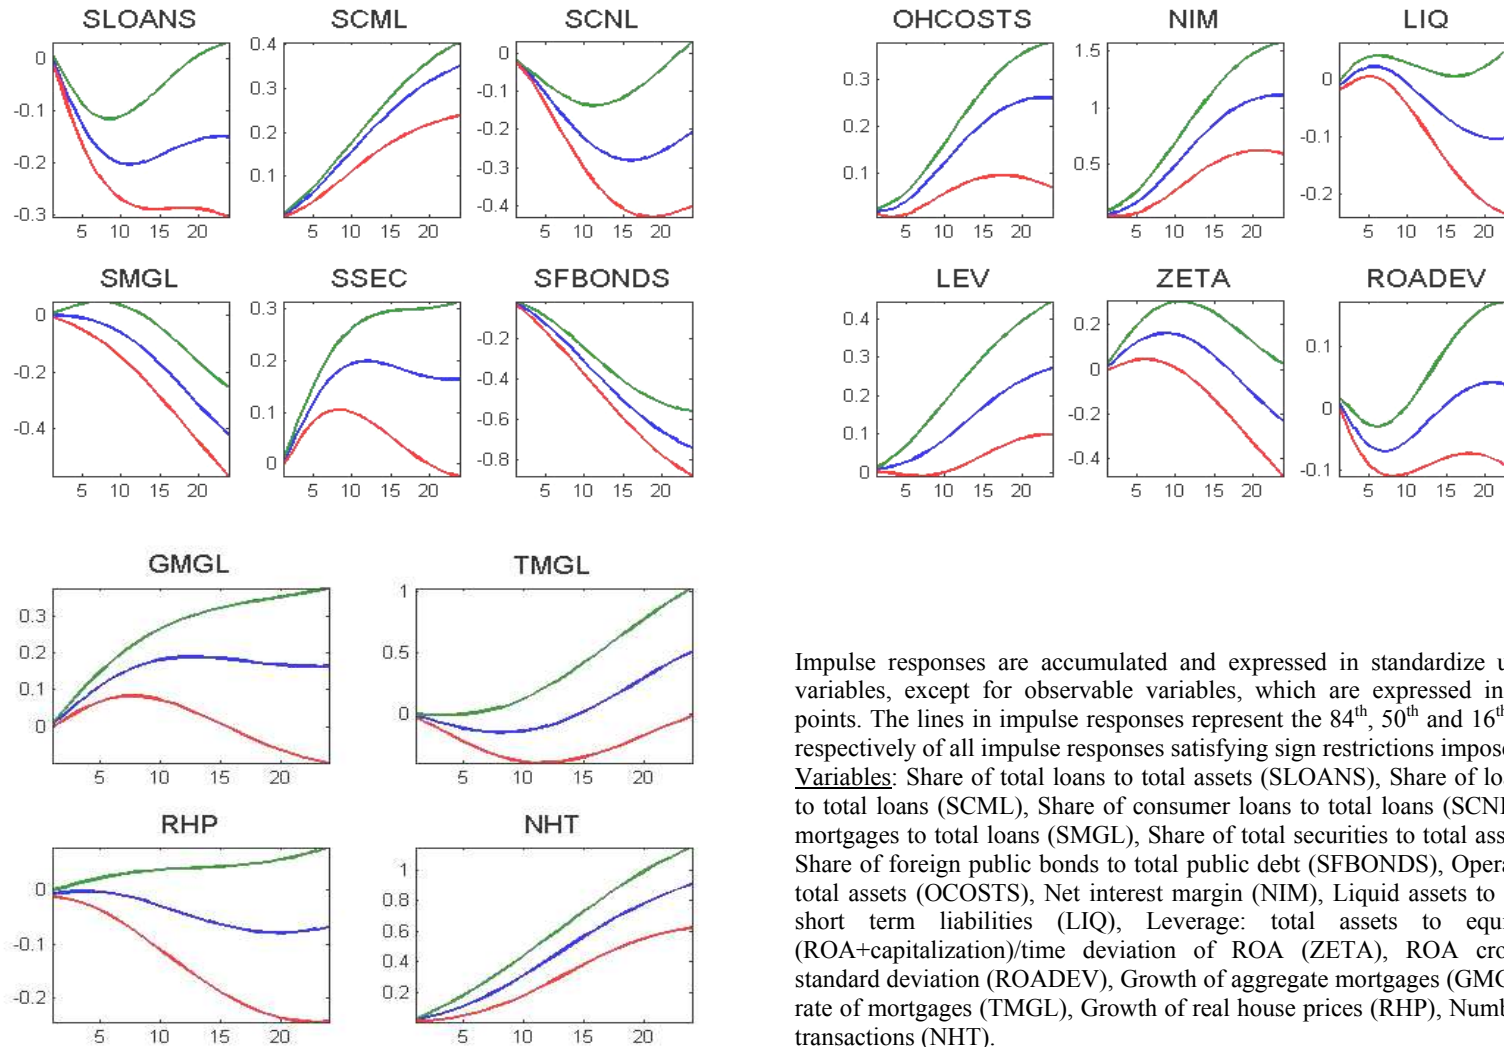 SLOANS SCML SCNL OHCOSTS NIM LIQ
0 -0.1 -0.2 -0.3 5 10 15 20
0.4 0.3 0.2 0.1 5 10 15 20
0 -0.1 -0.2 -0.3 -0.4 5 10 15 20
0.3 0.2 0.1 5 10 15 20
1.5 1 0.5 5 10 15 20
0 -0.1 -0.2 5 10 15 20
SMGL SSEC SFBONDS LEV ZETA ROADEV
0 -0.2 -0.4 5 10 15 20
0.3 0.2 0.1 0 5 10 15 20
-0.2 -0.4 -0.6 -0.8 5 10 15 20
0.4 0.3 0.2 0.1 0 5 10 15 20
0.2 0 -0.2 -0.4 5 10 15 20
0.1 0 -0.1 5 10 15 20
GMGL TMGL
0.3 0.2 0.1 0 5 10 15 20
1 0.5 0 5 10 15 20
RHP NHT
0 -0.1 -0.2 5 10 15 20
1 0.8 0.6 0.4 0.2 5 10 15 20
Impulse responses are accumulated and expressed in standardize u
variables, except for observable variables, which are expressed in
points. The lines in impulse responses represent the 84th, 50th and 16th
respectively of all impulse responses satisfying sign restrictions impose
Variables: Share of total loans to total assets (SLOANS), Share of loa
to total loans (SCML), Share of consumer loans to total loans (SCNL
mortgages to total loans (SMGL), Share of total securities to total asse
Share of foreign public bonds to total public debt (SFBONDS), Opera
total assets (OCOSTS), Net interest margin (NIM), Liquid assets to
short term liabilities (LIQ), Leverage: total assets to equi
(ROA+capitalization)/time deviation of ROA (ZETA), ROA cro
standard deviation (ROADEV), Growth of aggregate mortgages (GMG
rate of mortgages (TMGL), Growth of real house prices (RHP), Numb
transactions (NHT).